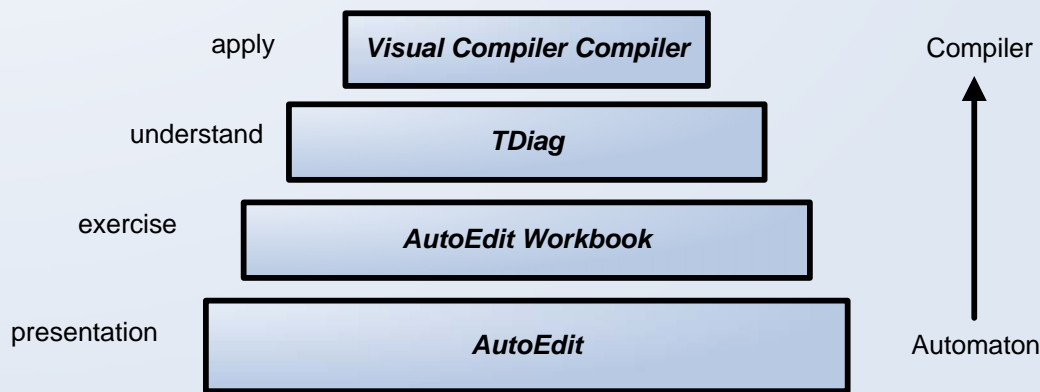 apply Visual Compiler Compiler Compiler
understand TDiag
exercise AutoEdit Workbook
presentation AutoEdit Automaton